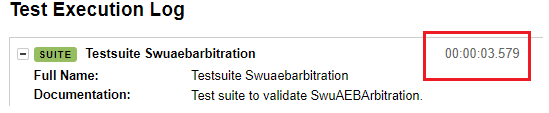 Test Execution Log
SUITE Testsuite Swuaebarbitration 00:00:03.579
Full Name: Testsuite Swuaebarbitration
Documentation: Test suite to validate SwuAEBArbitration.